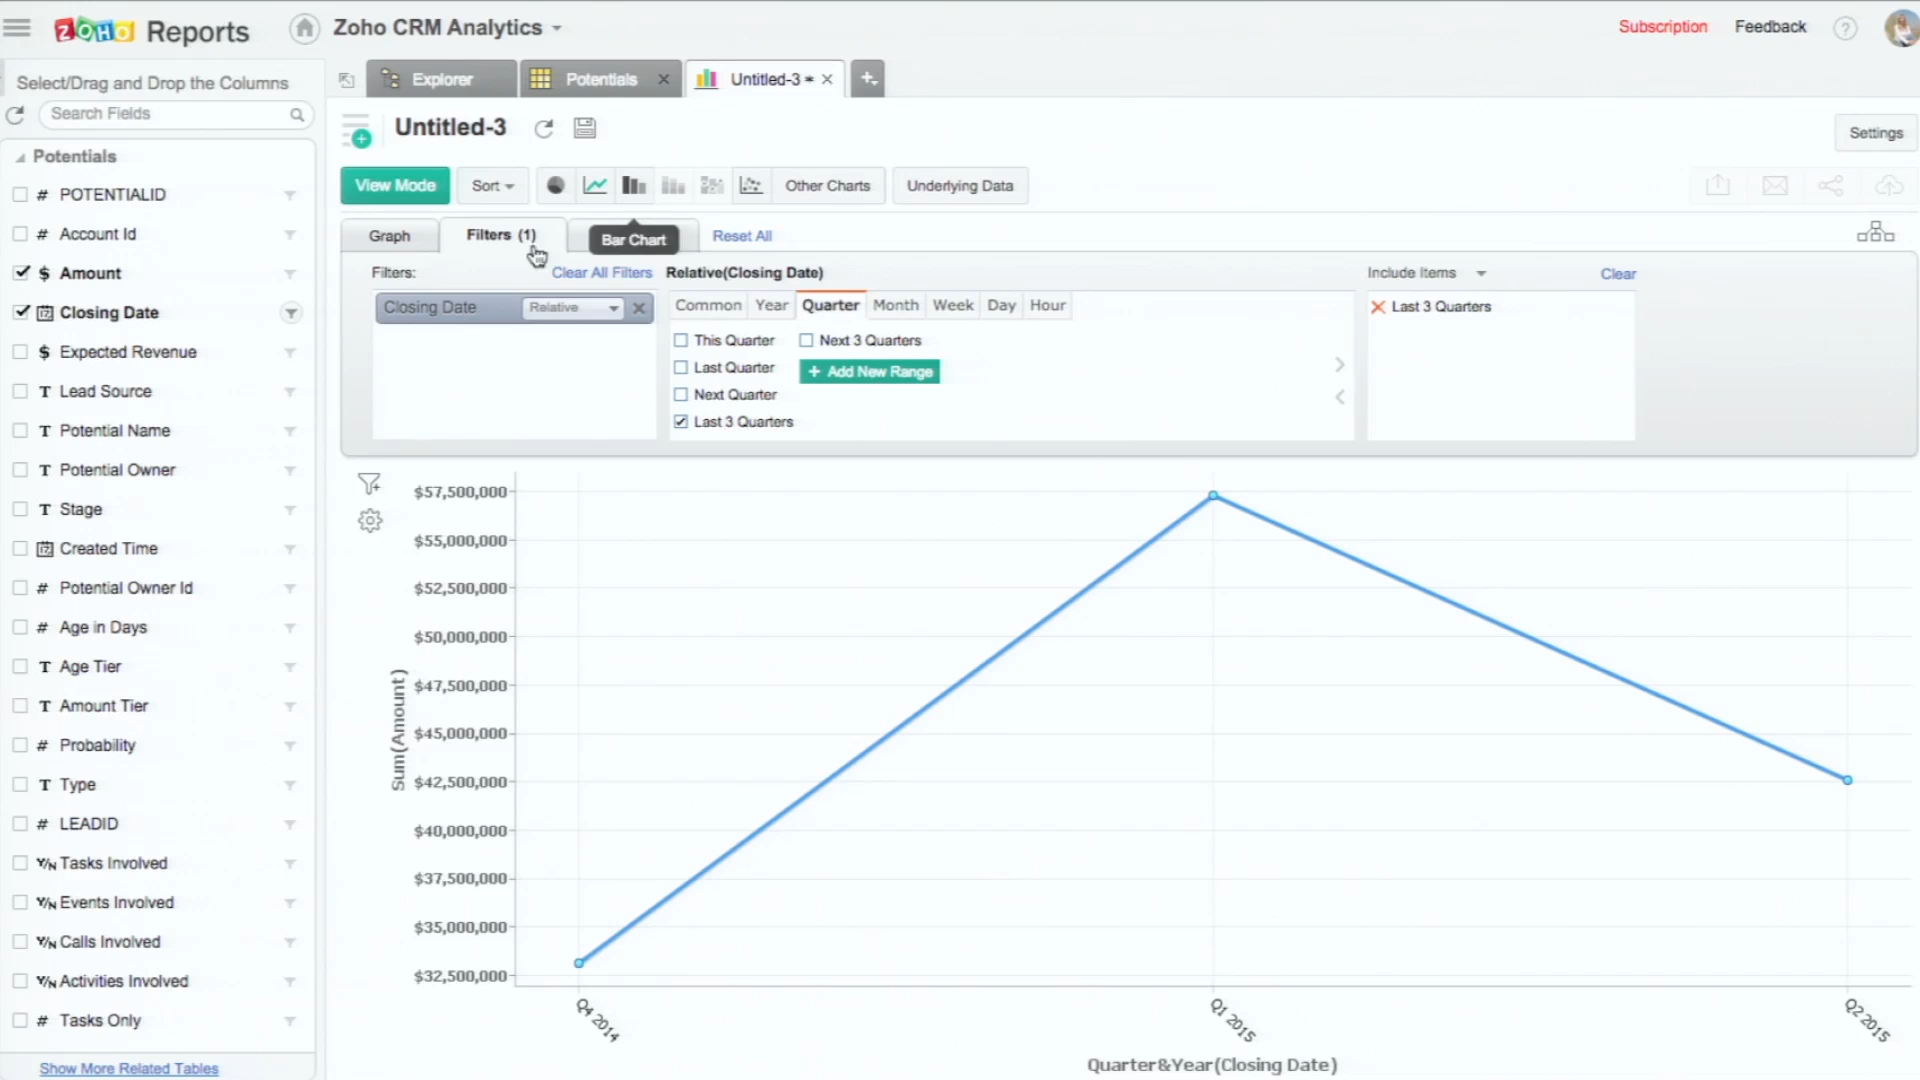 ZOHO Reports
Zoho CRM Analytics
Subscription
Feedback
?
Select/Drag and Drop the Columns
Explorer
Potentials
Untitled-3 *
Search Fields
Untitled-3
Settings
Potentials
View Mode
Sort
Other Charts
Underlying Data
# POTENTIALID
Graph
Filters (1)
Bar Chart
Reset All
# Account Id
Filters:
Clear All Filters
Relative(Closing Date)
Include Items
Clear
$ Amount
Closing Date
Relative
Common
Year
Quarter
Month
Week
Day
Hour
Last 3 Quarters
Closing Date
This Quarter
Next 3 Quarters
Last Quarter
+ Add New Range
Next Quarter
Last 3 Quarters
$ Expected Revenue
T Lead Source
T Potential Name
T Potential Owner
T Stage
Created Time
# Potential Owner Id
# Age in Days
T Age Tier
T Amount Tier
# Probability
T Type
# LEADID
Y/N Tasks Involved
Y/N Events Involved
Y/N Calls Involved
Y/N Activities Involved
# Tasks Only
Show More Related Tables
$57,500,000
$55,000,000
$52,500,000
$50,000,000
$47,500,000
$45,000,000
$42,500,000
$40,000,000
$37,500,000
$35,000,000
$32,500,000
Sum(Amount)
Q4 2014
Q1 2015
Q2 2015
Quarter&Year(Closing Date)